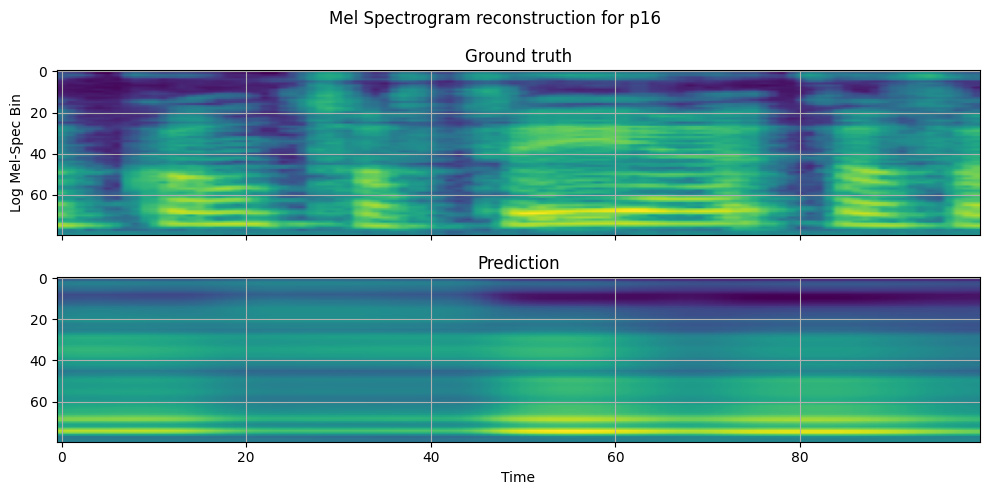 Mel Spectrogram reconstruction for p16
Ground truth
0
20
40
60
Log Mel-Spec Bin
Prediction
0
20
40
60
0 20 40 60 80
Time